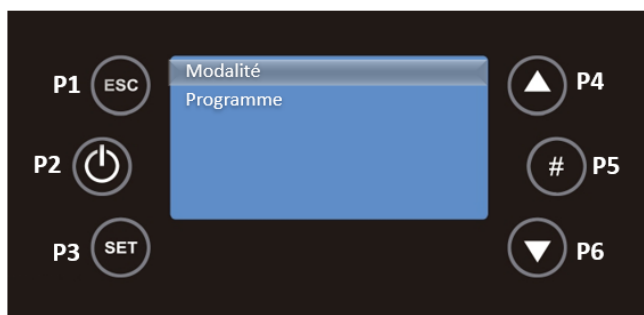 P1 ESC
Modalité
Programme
P4
P2
# P5
P3 SET
P6